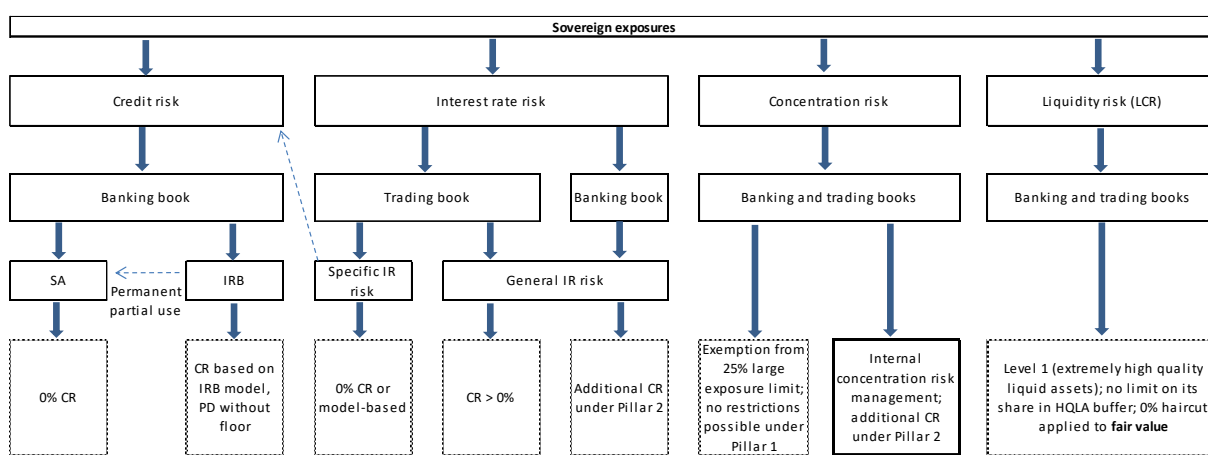 Sovereign exposures
Credit risk
Interest rate risk
Concentration risk
Liquidity risk (LCR)
Banking book
Trading book
Banking book
Banking and trading books
Banking and trading books
SA
Permanent
partial use
IRB
Specific IR
risk
General IR risk
0% CR
CR based on
IRB model,
PD without
floor
0% CR or
model-based
CR > 0%
Additional CR
under Pillar 2
Exemption from
25% large
exposure limit;
no restrictions
possible under
Pillar 1
Internal
concentration risk
management;
additional CR
under Pillar 2
Level 1 (extremely high quality
liquid assets); no limit on its
share in HQLA buffer; 0% haircut
applied to fair value